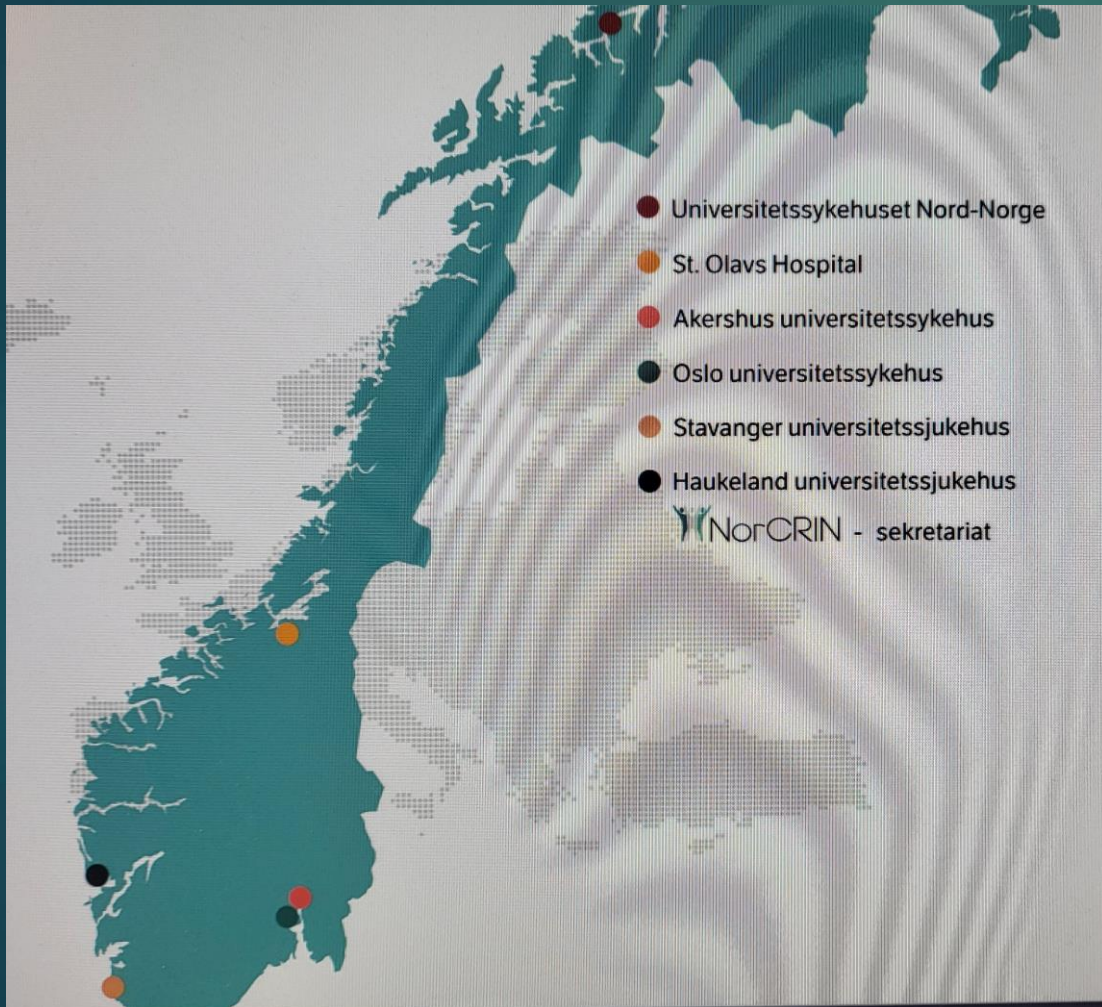 Universitetssykehuset Nord-Norge
St. Olavs Hospital
Akershus universitetssykehus
Oslo universitetssykehus
Stavanger universitetssjukehus
Haukeland universitetssjukehus
NorCRIN - sekretariat